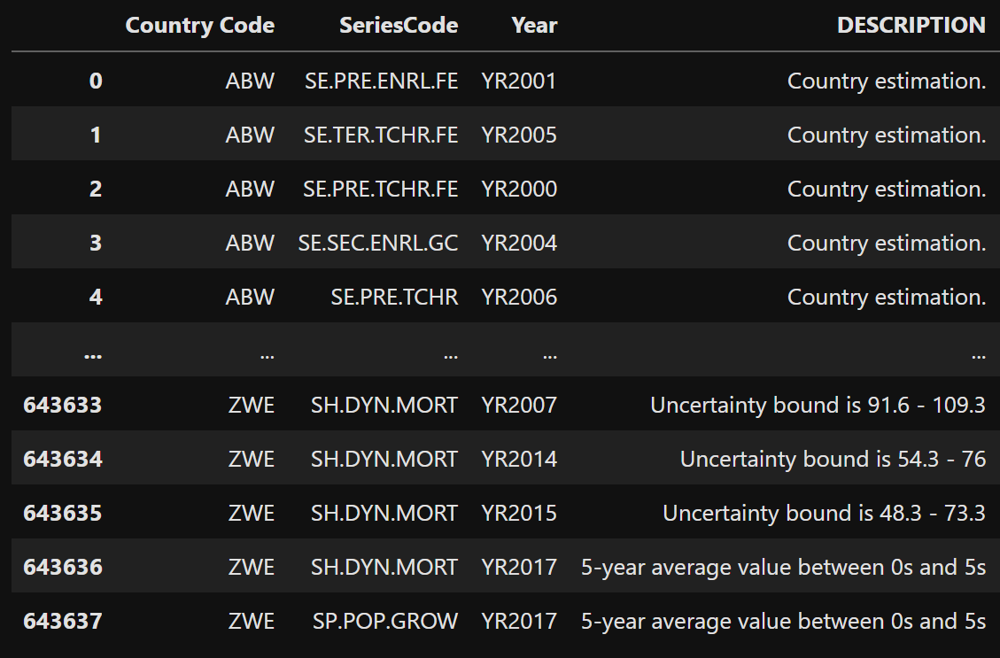 Country Code SeriesCode Year DESCRIPTION
0 ABW SE.PRE.ENRL.FE YR2001 Country estimation.
1 ABW SE.TER.TCHR.FE YR2005 Country estimation.
2 ABW SE.PRE.TCHR.FE YR2000 Country estimation.
3 ABW SE.SEC.ENRL.GC YR2004 Country estimation.
4 ABW SE.PRE.TCHR YR2006 Country estimation.
... ... ... ... ...
643633 ZWE SH.DYN.MORT YR2007 Uncertainty bound is 91.6 - 109.3
643634 ZWE SH.DYN.MORT YR2014 Uncertainty bound is 54.3 - 76
643635 ZWE SH.DYN.MORT YR2015 Uncertainty bound is 48.3 - 73.3
643636 ZWE SH.DYN.MORT YR2017 5-year average value between 0s and 5s
643637 ZWE SP.POP.GROW YR2017 5-year average value between 0s and 5s